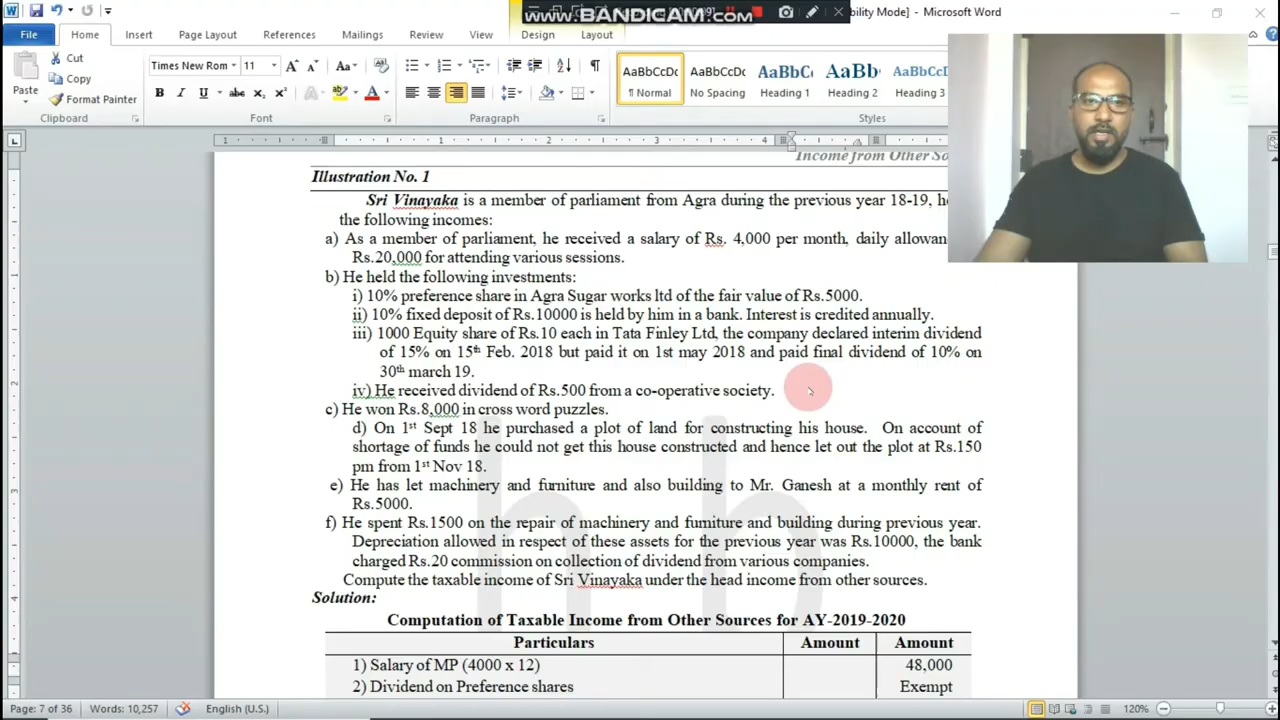 www.BANDICAM.com
bility Mode] - Microsoft Word
File Home Insert Page Layout References Mailings Review View Design Layout
Cut
Copy
Format Painter
Paste
Times New Rom 11
AaBbCcDc AaBbCcDc AaBbC AaBb AaBbC
¶ Normal No Spacing Heading 1 Heading 2 Heading 3
Clipboard Font Paragraph Styles
Income from Other So
Illustration No. 1
Sri Vinayaka is a member of parliament from Agra during the previous year 18-19, he
the following incomes:
a) As a member of parliament, he received a salary of Rs. 4,000 per month, daily allowan
Rs.20,000 for attending various sessions.
b) He held the following investments:
i) 10% preference share in Agra Sugar works ltd of the fair value of Rs.5000.
ii) 10% fixed deposit of Rs.10000 is held by him in a bank. Interest is credited annually.
iii) 1000 Equity share of Rs.10 each in Tata Finley Ltd, the company declared interim dividend
of 15% on 15th Feb. 2018 but paid it on 1st may 2018 and paid final dividend of 10% on
30th march 19.
iv) He received dividend of Rs.500 from a co-operative society.
c) He won Rs.8,000 in cross word puzzles.
d) On 1st Sept 18 he purchased a plot of land for constructing his house. On account of
shortage of funds he could not get this house constructed and hence let out the plot at Rs.150
pm from 1st Nov 18.
e) He has let machinery and furniture and also building to Mr. Ganesh at a monthly rent of
Rs.5000.
f) He spent Rs.1500 on the repair of machinery and furniture and building during previous year.
Depreciation allowed in respect of these assets for the previous year was Rs.10000, the bank
charged Rs.20 commission on collection of dividend from various companies.
Compute the taxable income of Sri Vinayaka under the head income from other sources.
Solution:
Computation of Taxable Income from Other Sources for AY-2019-2020
Particulars Amount Amount
1) Salary of MP (4000 x 12) 48,000
2) Dividend on Preference shares Exempt
Page: 7 of 36 Words: 10,257 English (U.S.) 120%